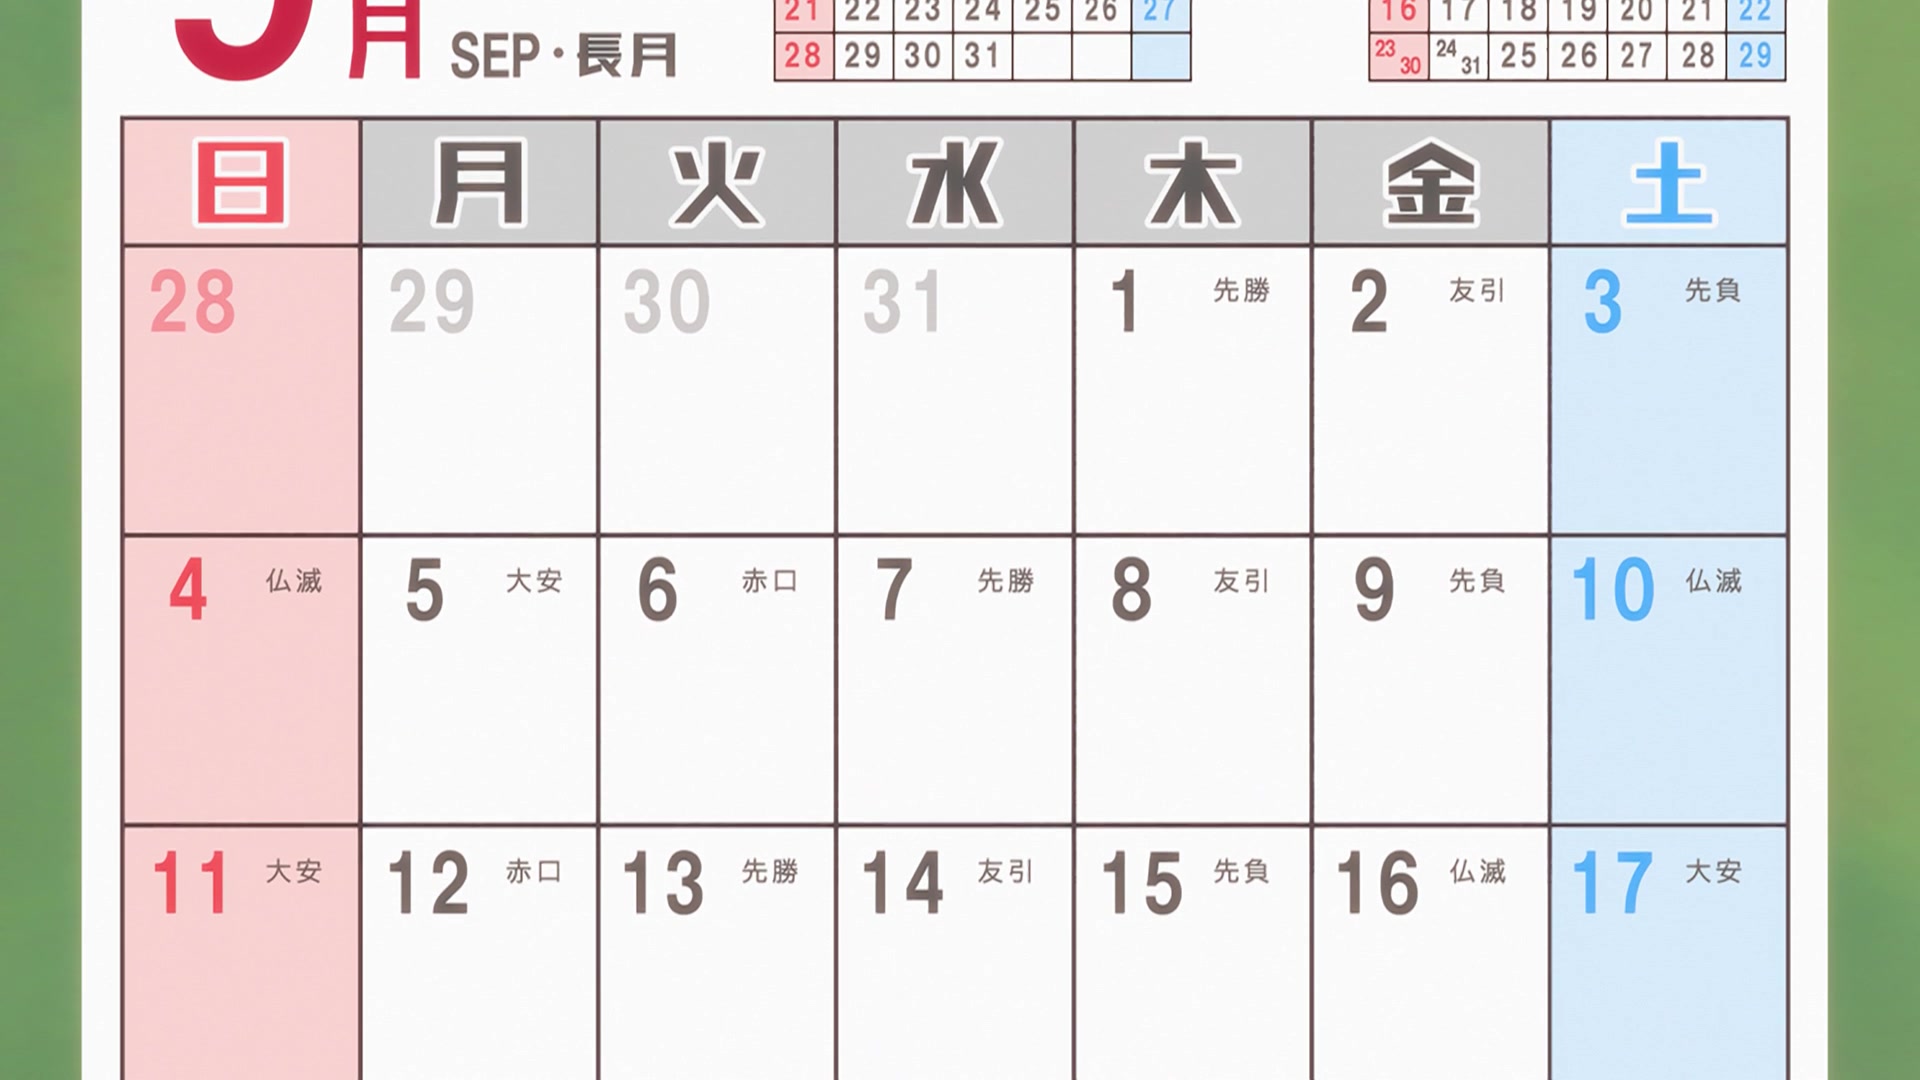 9月 SEP・長月
21 22 23 24 25 26 27
28 29 30 31
16 17 18 19 20 21 22
23 30 24 31 25 26 27 28 29
日 月 火 水 木 金 土
28 29 30 31 1 先勝 2 友引 3 先負
4 仏滅 5 大安 6 赤口 7 先勝 8 友引 9 先負 10 仏滅
11 大安 12 赤口 13 先勝 14 友引 15 先負 16 仏滅 17 大安